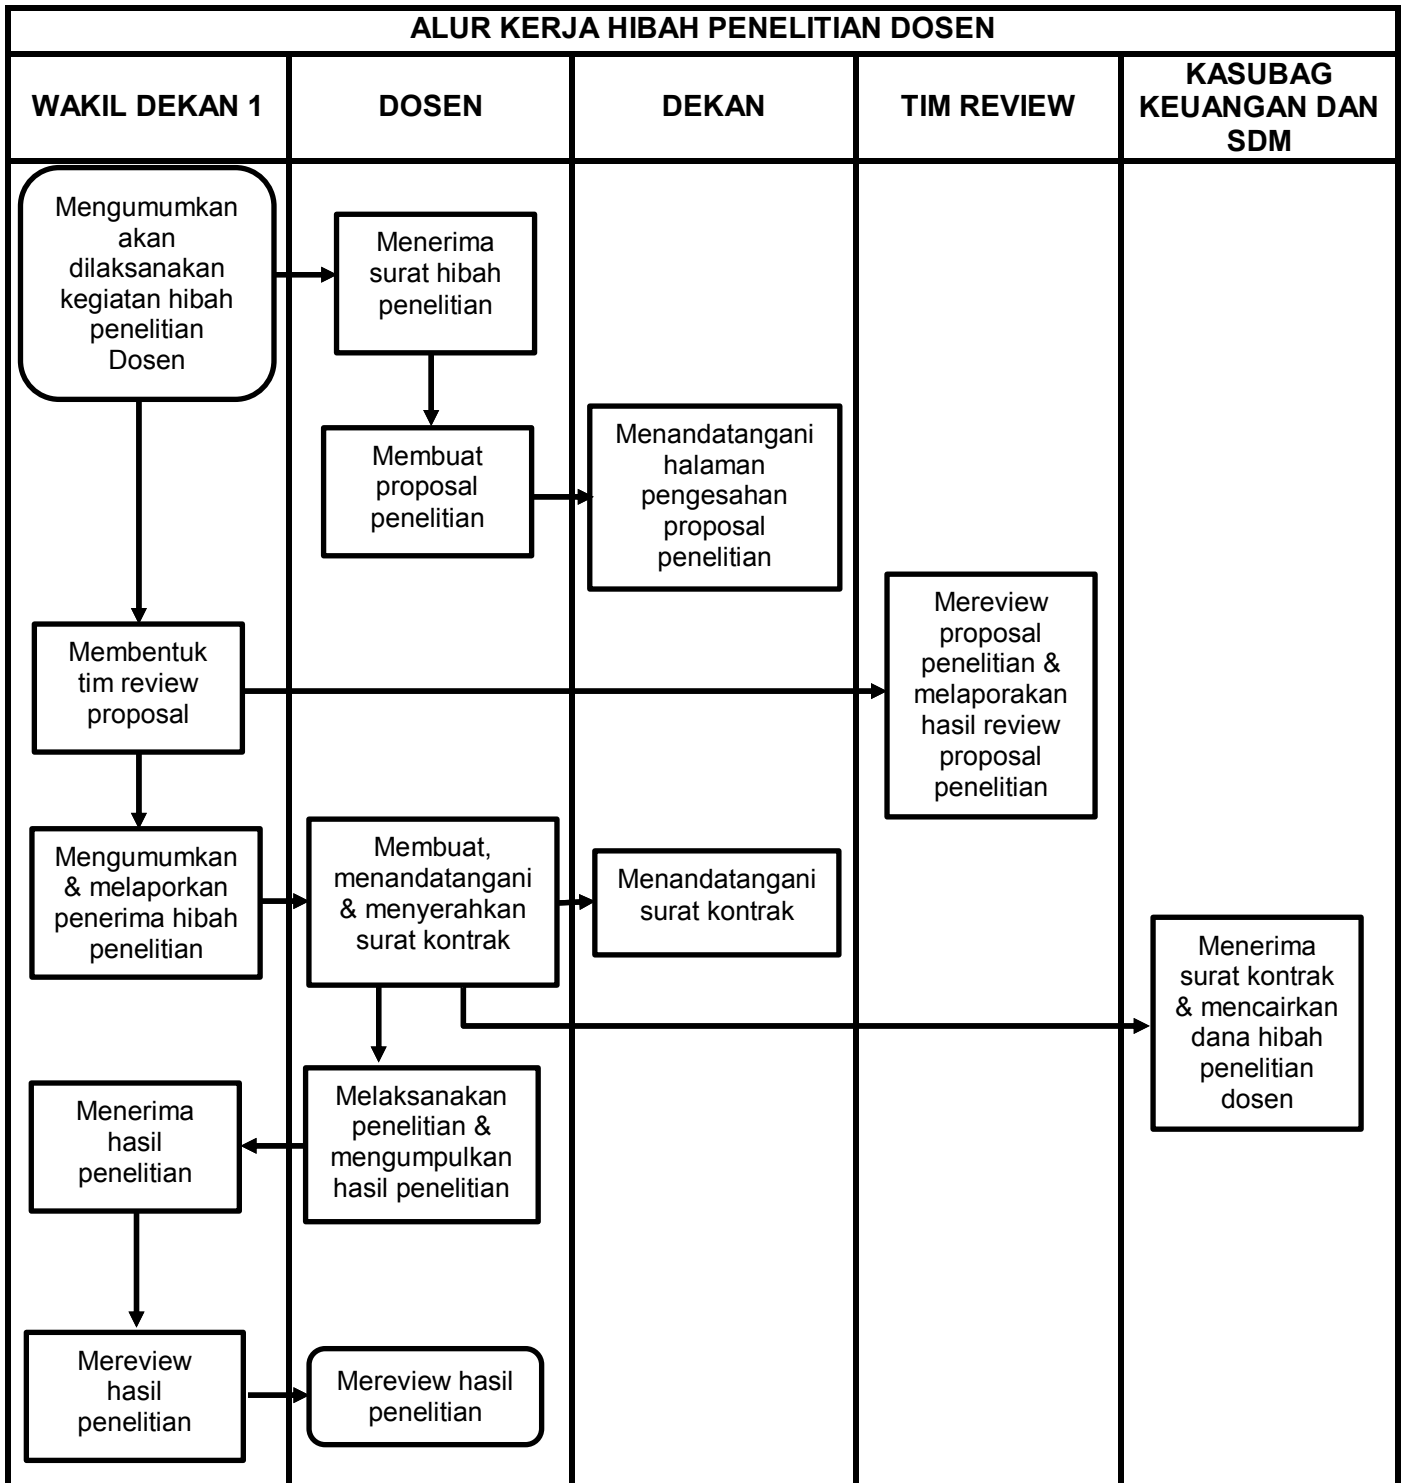 ALUR KERJA HIBAH PENELITIAN DOSEN
WAKIL DEKAN 1
DOSEN
DEKAN
TIM REVIEW
KASUBAG
KEUANGAN DAN
SDM
Mengumumkan
akan
dilaksanakan
kegiatan hibah
penelitian
Dosen
Menerima
surat hibah
penelitian
Membuat
proposal
penelitian
Menandatangani
halaman
pengesahan
proposal
penelitian
Membentuk
tim review
proposal
Mereview
proposal
penelitian &
melaporakan
hasil review
proposal
penelitian
Mengumumkan
& melaporkan
penerima hibah
penelitian
Membuat,
menandatangani
& menyerahkan
surat kontrak
Menandatangani
surat kontrak
Menerima
surat kontrak
& mencairkan
dana hibah
penelitian
dosen
Menerima
hasil
penelitian
Melaksanakan
penelitian &
mengumpulkan
hasil penelitian
Mereview
hasil
penelitian
Mereview hasil
penelitian